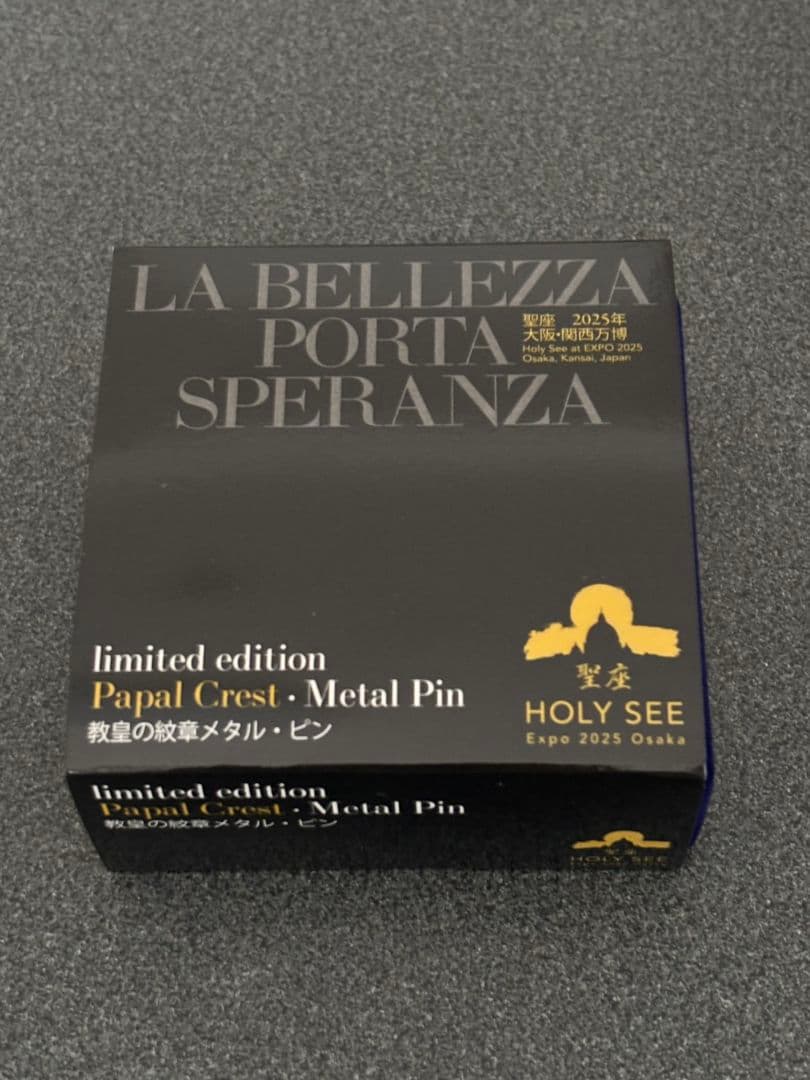 LA BELLEZZA
PORTA
SPERANZA
聖座 2025年
大阪・関西万博
Holy See at EXPO 2025
Osaka, Kansai, Japan
limited edition
Papal Crest · Metal Pin
教皇の紋章メタル・ピン
聖座
HOLY SEE
Expo 2025 Osaka
limited edition
Papal Crest · Metal Pin
教皇の紋章メタル・ピン
聖座
HOLY SEE